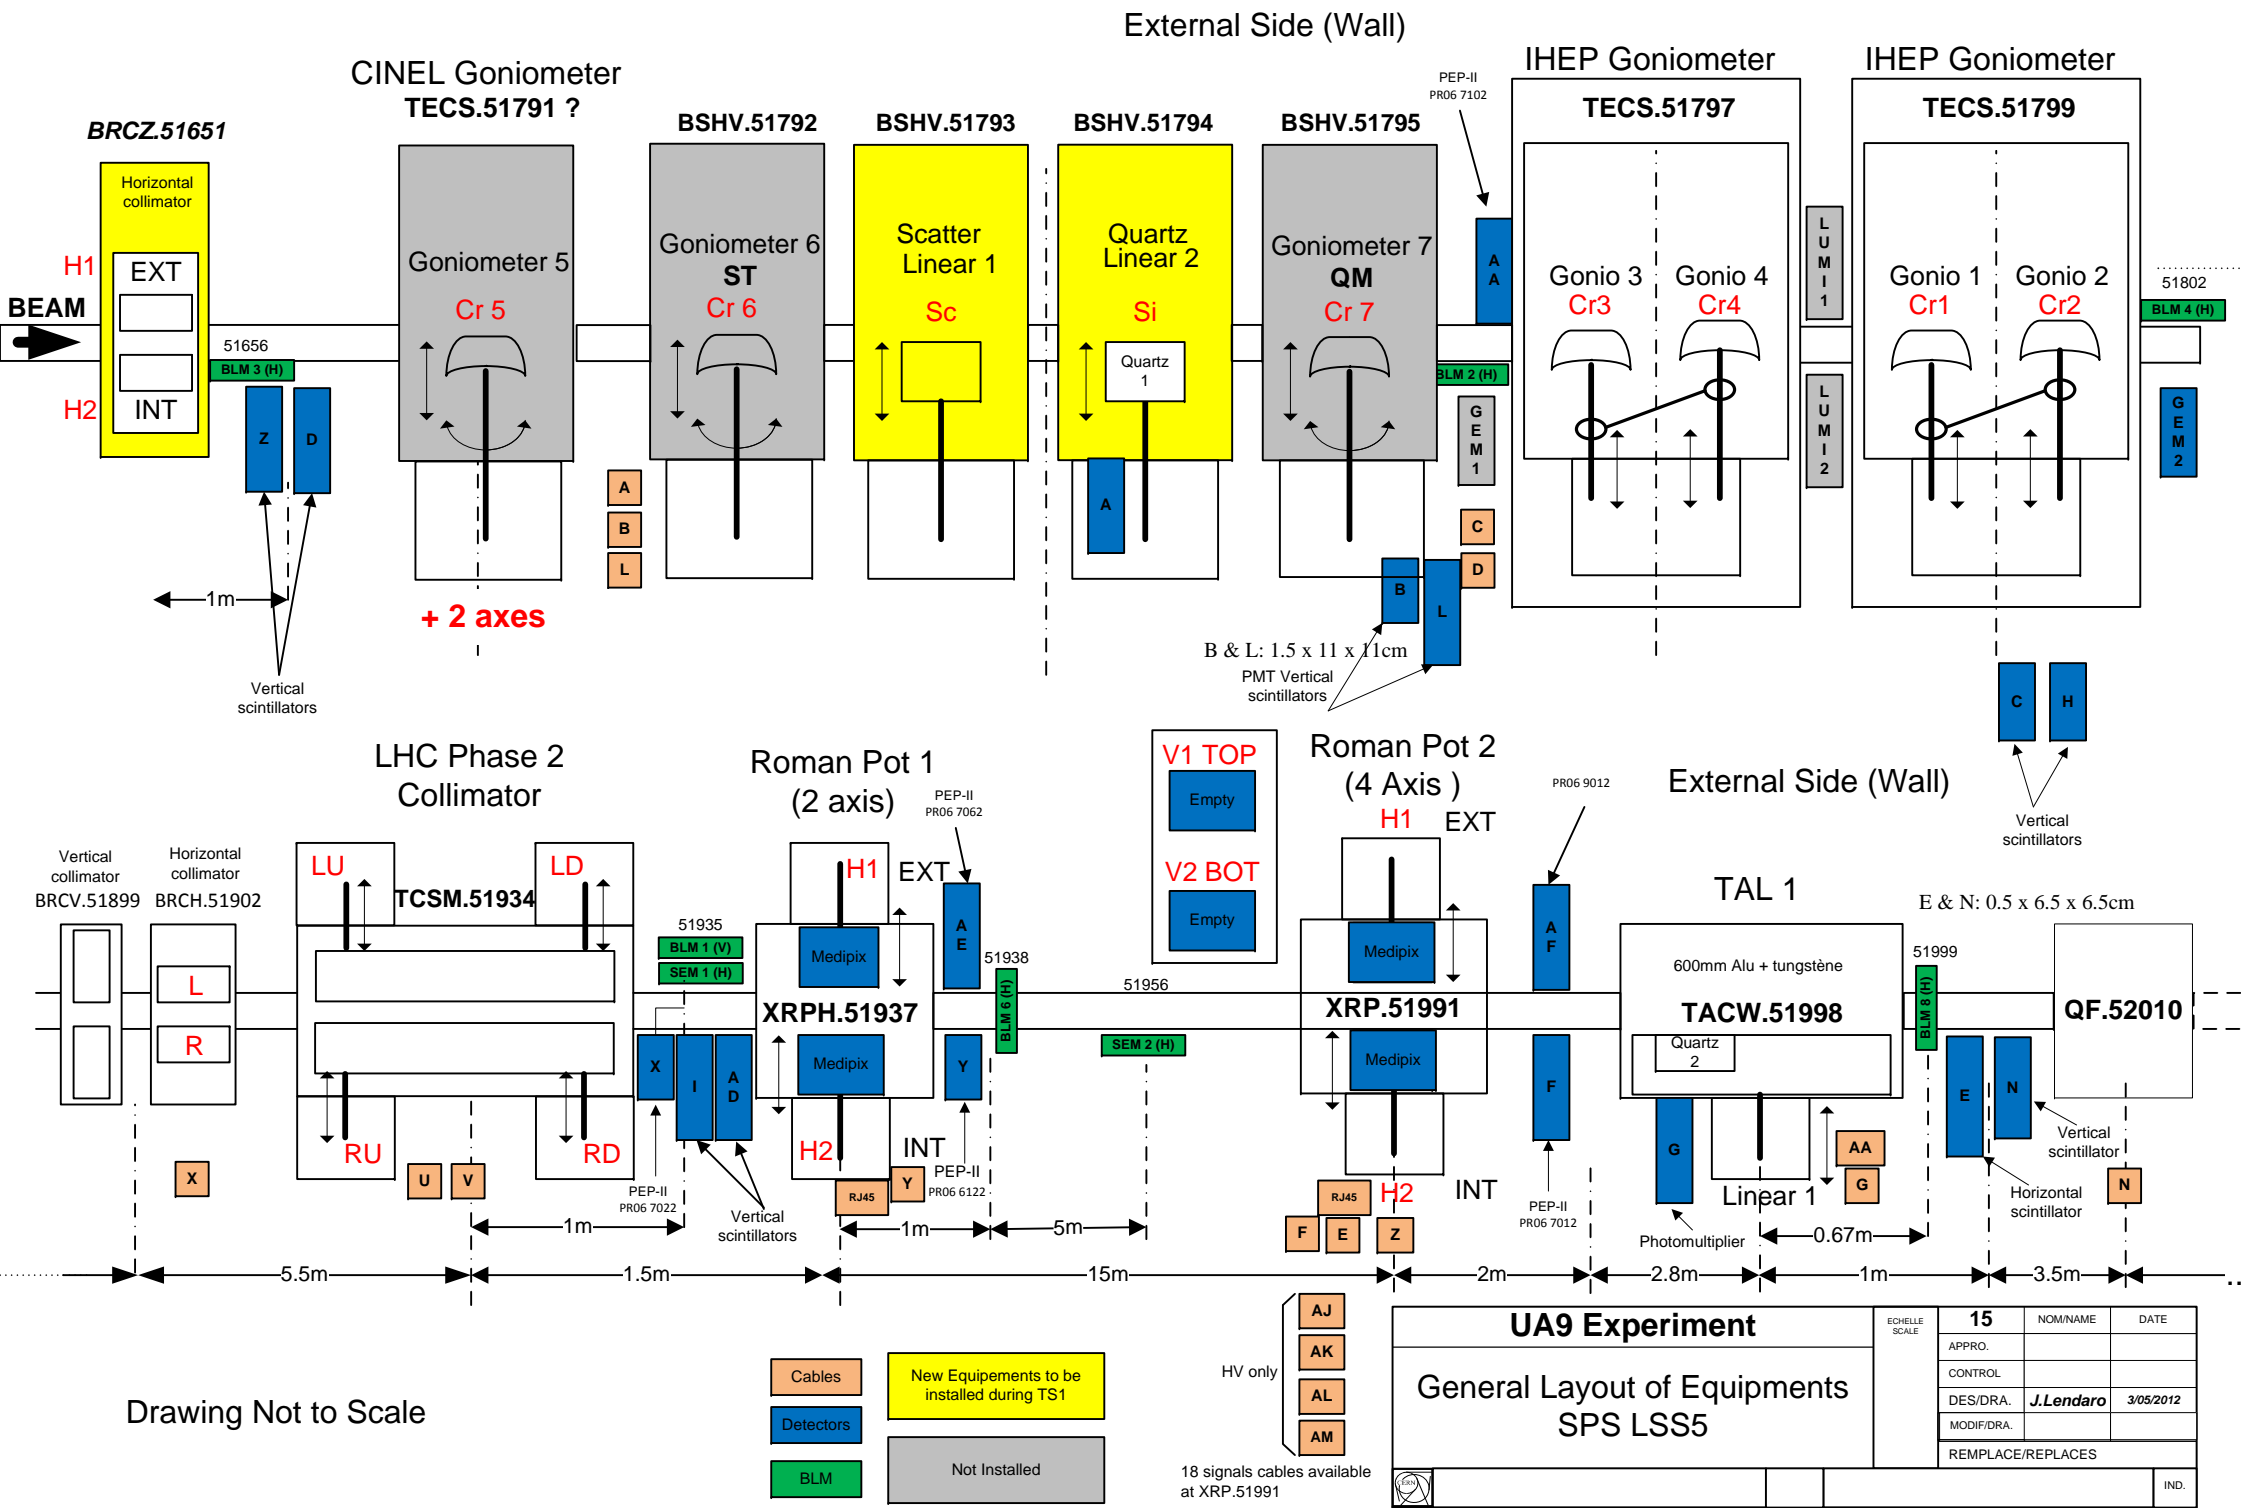 External Side (Wall)
CINEL Goniometer
TECS.51791 ?
IHEP Goniometer
TECS.51797
IHEP Goniometer
TECS.51799
PEP-II
PR06 7102
BRCZ.51651
BSHV.51792
BSHV.51793
BSHV.51794
BSHV.51795
Horizontal
collimator
H1
EXT
BEAM
H2
INT
51656
BLM 3 (H)
Z
D
Goniometer 5
Cr 5
Goniometer 6
ST
Cr 6
Scatter
Linear 1
Sc
Quartz
Linear 2
Si
Quartz
1
Goniometer 7
QM
Cr 7
A
A
BLM 2 (H)
G
E
M
1
Gonio 3
Cr3
Gonio 4
Cr4
L
U
M
I
1
L
U
M
I
2
Gonio 1
Cr1
Gonio 2
Cr2
51802
BLM 4 (H)
G
E
M
2
A
B
L
A
C
D
B
L
1m
+ 2 axes
Vertical
scintillators
B & L: 1.5 x 11 x 11cm
PMT Vertical
scintillators
C
H
Vertical
scintillators
LHC Phase 2
Collimator
Roman Pot 1
(2 axis)
PEP-II
PR06 7062
V1 TOP
Empty
V2 BOT
Empty
Roman Pot 2
(4 Axis )
H1
EXT
PR06 9012
External Side (Wall)
Vertical
collimator
BRCV.51899
Horizontal
collimator
BRCH.51902
LU
LD
TCSM.51934
L
R
RU
RD
51935
BLM 1 (V)
SEM 1 (H)
X
I
A
D
H1
EXT
Medipix
XRPH.51937
Medipix
H2
INT
A
E
Y
51938
BLM 6 (H)
51956
SEM 2 (H)
Medipix
XRP.51991
Medipix
H2
INT
A
F
F
TAL 1
600mm Alu + tungstène
TACW.51998
Quartz
2
G
Linear 1
E & N: 0.5 x 6.5 x 6.5cm
51999
BLM 8 (H)
E
N
QF.52010
X
U
V
PEP-II
PR06 7022
Vertical
scintillators
RJ45
Y
PEP-II
PR06 6122
RJ45
F
E
Z
PEP-II
PR06 7012
Photomultiplier
AA
G
Vertical
scintillator
Horizontal
scintillator
N
1m
1m
5m
0.67m
5.5m
1.5m
15m
2m
2.8m
1m
3.5m
HV only
AJ
AK
AL
AM
18 signals cables available
at XRP.51991
Drawing Not to Scale
Cables
Detectors
BLM
New Equipements to be
installed during TS1
Not Installed
UA9 Experiment
General Layout of Equipments
SPS LSS5
ECHELLE
SCALE
15
NOM/NAME
DATE
APPRO.
CONTROL
DES/DRA.
J.Lendaro
3/05/2012
MODIF/DRA.
REMPLACE/REPLACES
CERN
IND.